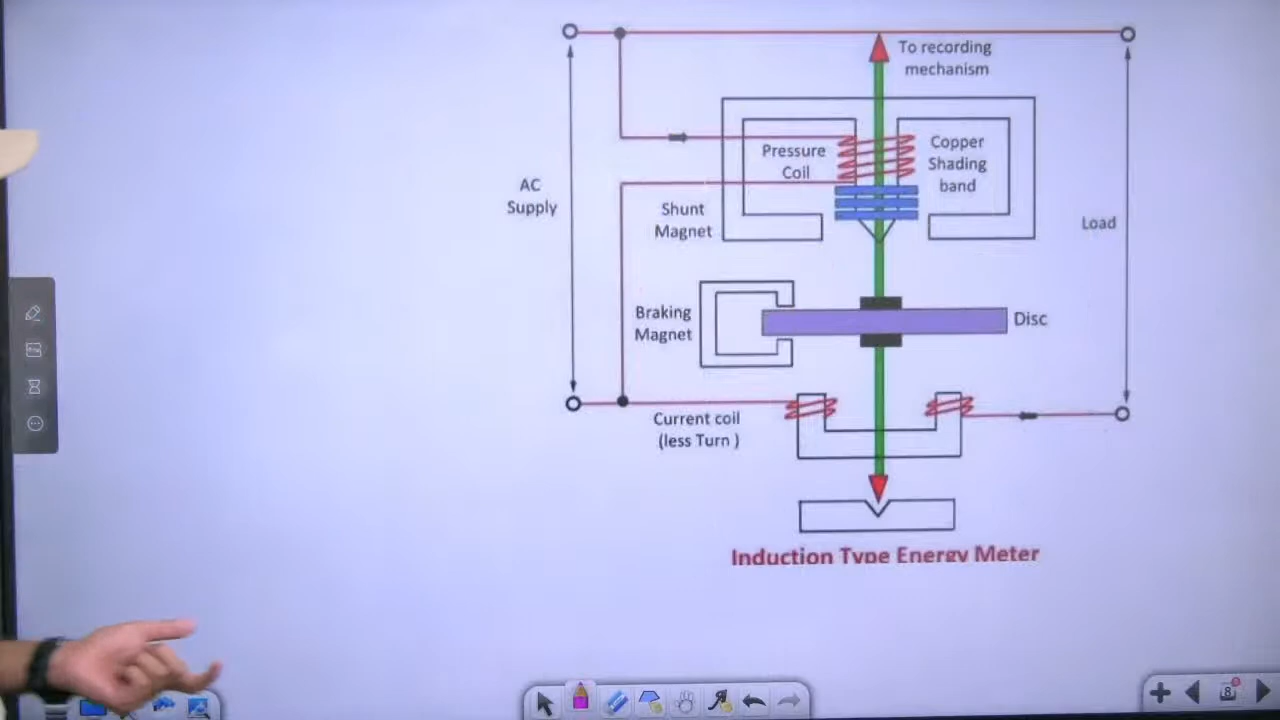 To recording
mechanism
Pressure
Coil
Copper
Shading
band
AC
Supply
Shunt
Magnet
Load
Braking
Magnet
Disc
Current coil
(less Turn )
Induction Type Energy Meter
8